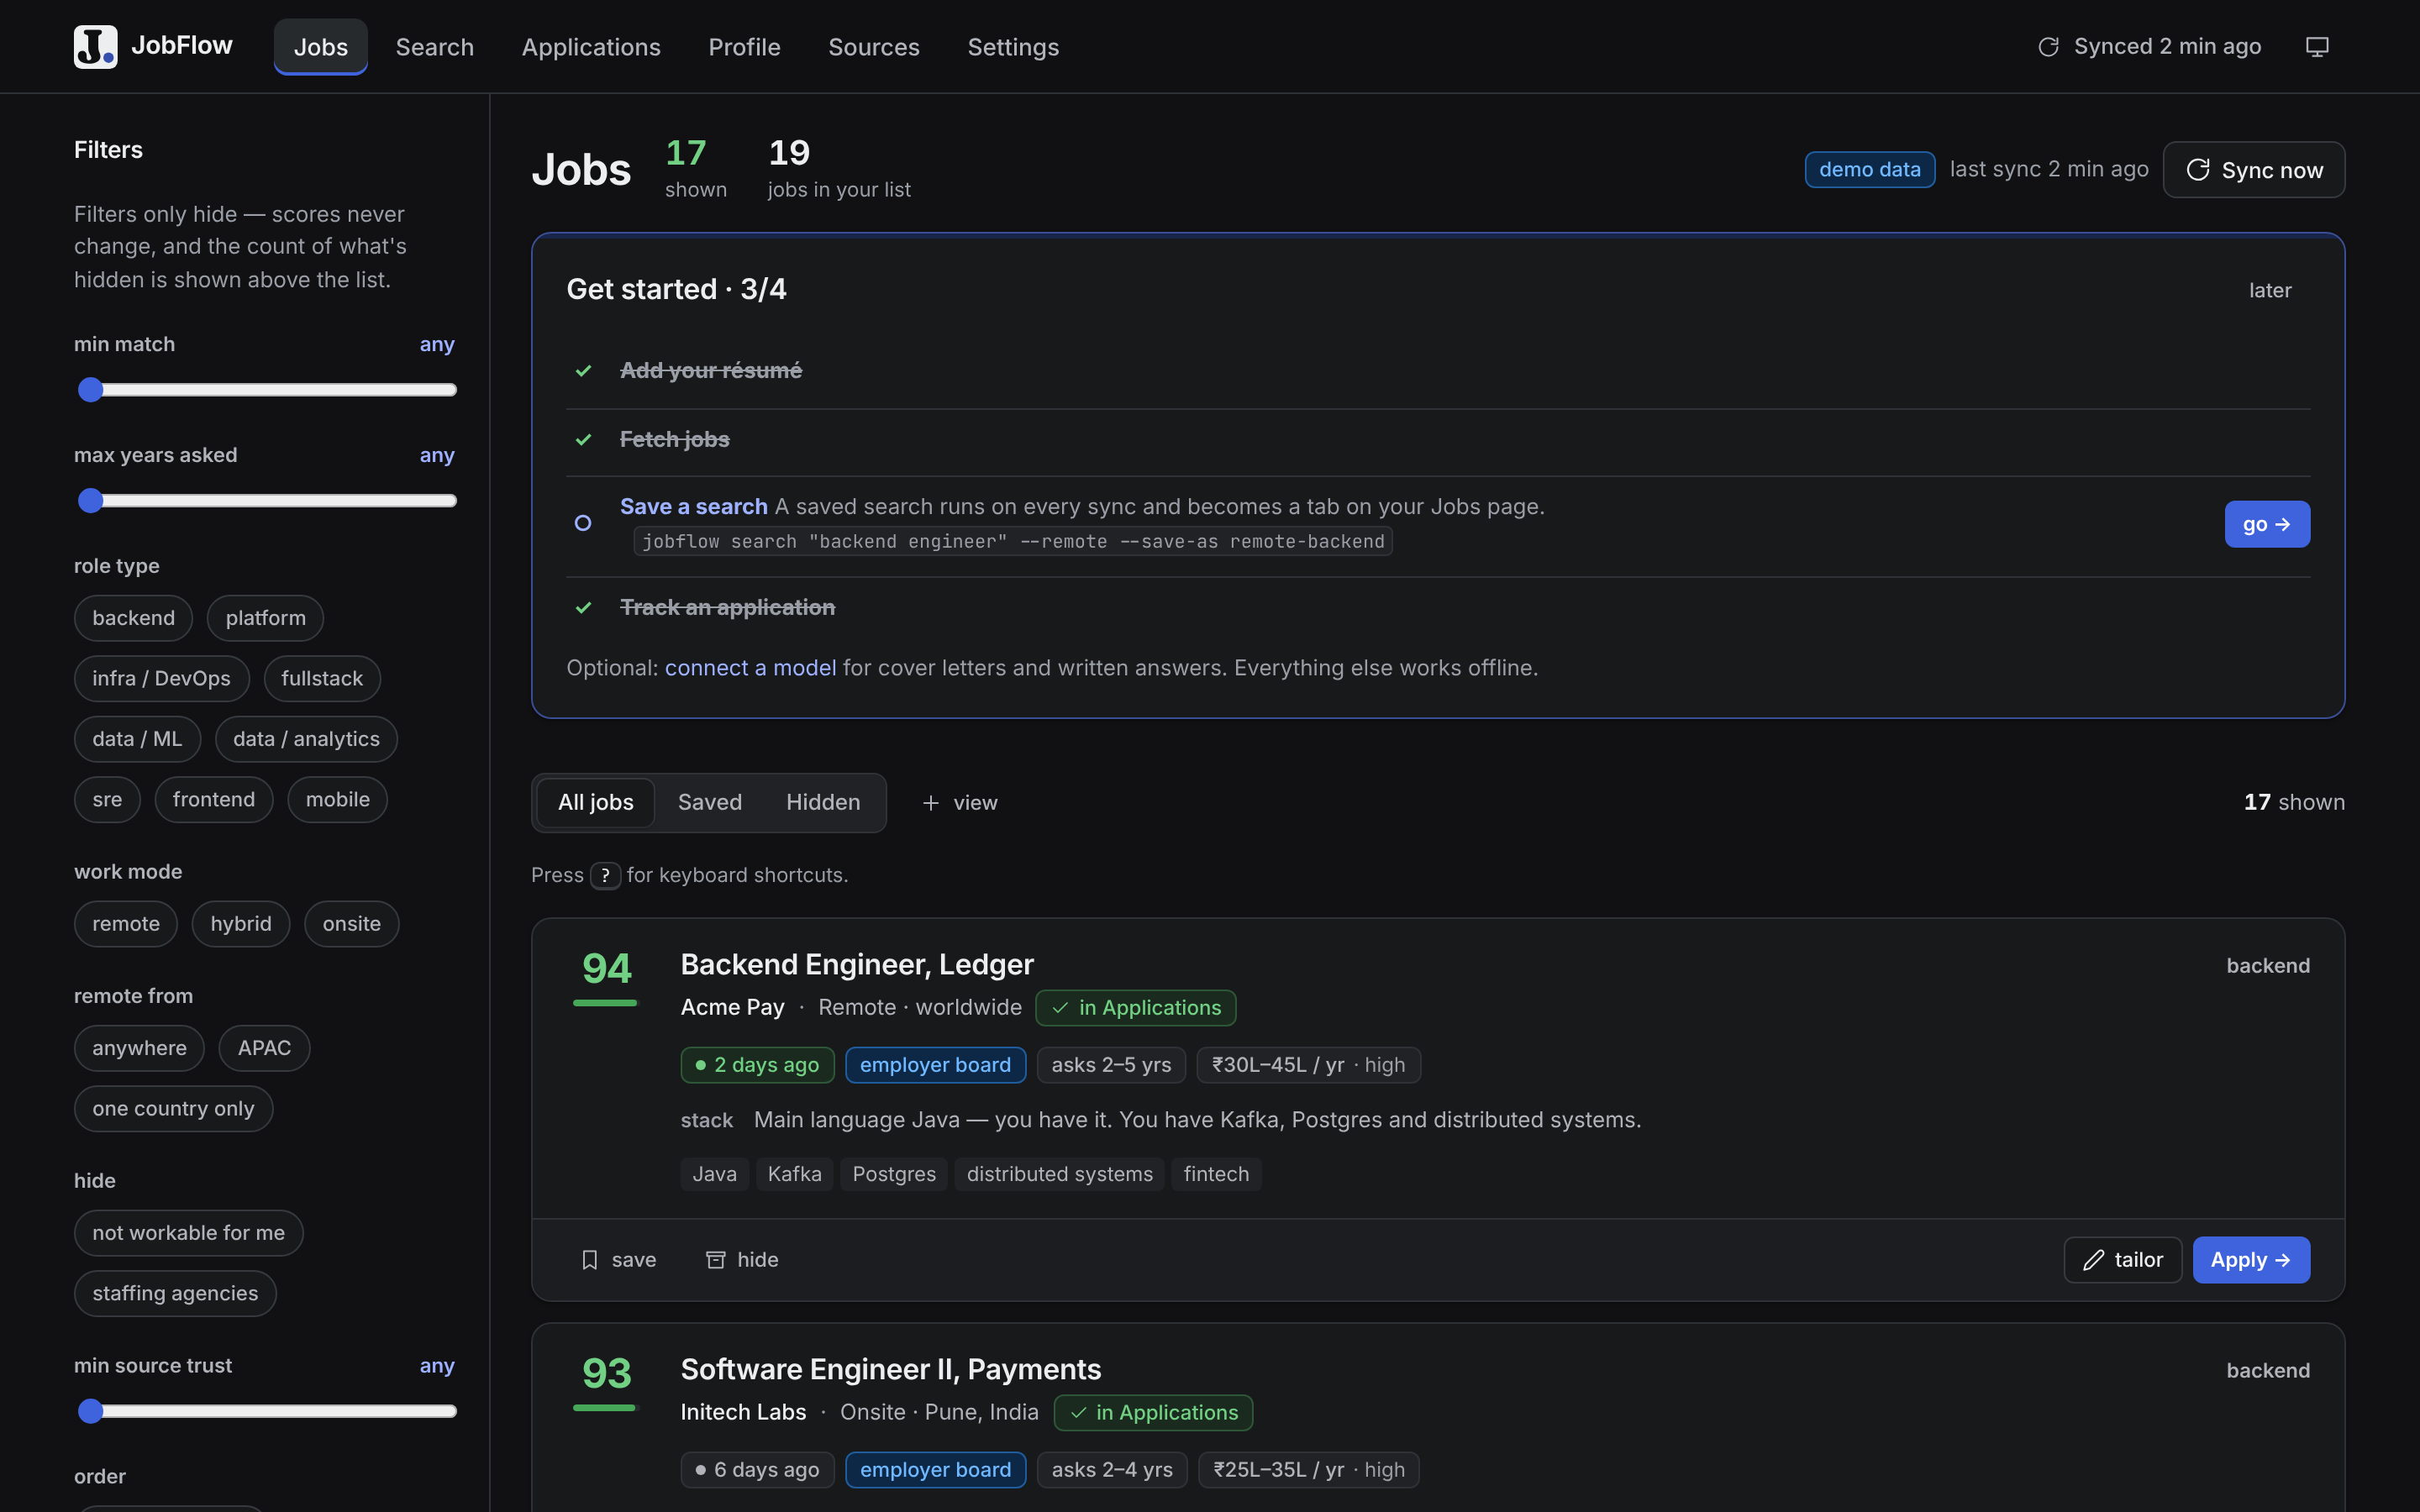 J. JobFlow Jobs Search Applications Profile Sources Settings Synced 2 min ago
Filters
Filters only hide — scores never
change, and the count of what's
hidden is shown above the list.
min match any
max years asked any
role type
backend platform
infra / DevOps fullstack
data / ML data / analytics
sre frontend mobile
work mode
remote hybrid onsite
remote from
anywhere APAC
one country only
hide
not workable for me
staffing agencies
min source trust any
order
Jobs 17 shown 19 jobs in your list
demo data last sync 2 min ago Sync now
Get started · 3/4 later
Add your résumé
Fetch jobs
Save a search A saved search runs on every sync and becomes a tab on your Jobs page.
jobflow search "backend engineer" --remote --save-as remote-backend
go →
Track an application
Optional: connect a model for cover letters and written answers. Everything else works offline.
All jobs Saved Hidden + view 17 shown
Press ? for keyboard shortcuts.
94 Backend Engineer, Ledger backend
Acme Pay · Remote · worldwide ✓ in Applications
2 days ago employer board asks 2–5 yrs ₹30L–45L / yr · high
stack Main language Java — you have it. You have Kafka, Postgres and distributed systems.
Java Kafka Postgres distributed systems fintech
save hide tailor Apply →
93 Software Engineer II, Payments backend
Initech Labs · Onsite · Pune, India ✓ in Applications
6 days ago employer board asks 2–4 yrs ₹25L–35L / yr · high